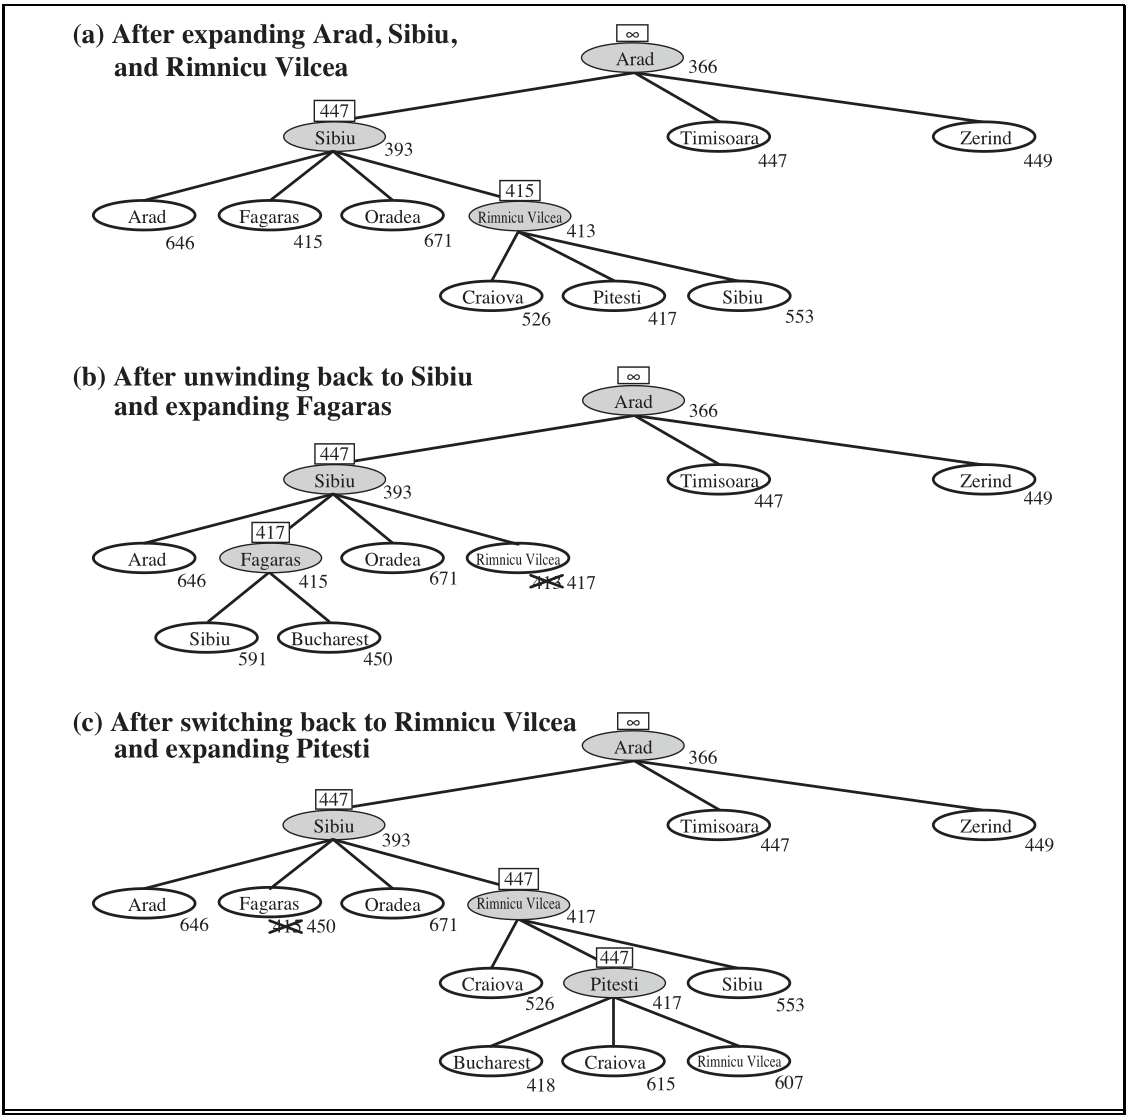 (a) After expanding Arad, Sibiu,
and Rimnicu Vilcea
∞
Arad
366
447
Sibiu
393
Timisoara
447
Zerind
449
Arad
646
Fagaras
415
Oradea
671
415
Rimnicu Vilcea
413
Craiova
526
Pitesti
417
Sibiu
553
(b) After unwinding back to Sibiu
and expanding Fagaras
∞
Arad
366
447
Sibiu
393
Timisoara
447
Zerind
449
Arad
646
417
Fagaras
415
Oradea
671
Rimnicu Vilcea
413 417
Sibiu
591
Bucharest
450
(c) After switching back to Rimnicu Vilcea
and expanding Pitesti
∞
Arad
366
447
Sibiu
393
Timisoara
447
Zerind
449
Arad
646
Fagaras
415 450
Oradea
671
447
Rimnicu Vilcea
417
Craiova
526
447
Pitesti
417
Sibiu
553
Bucharest
418
Craiova
615
Rimnicu Vilcea
607